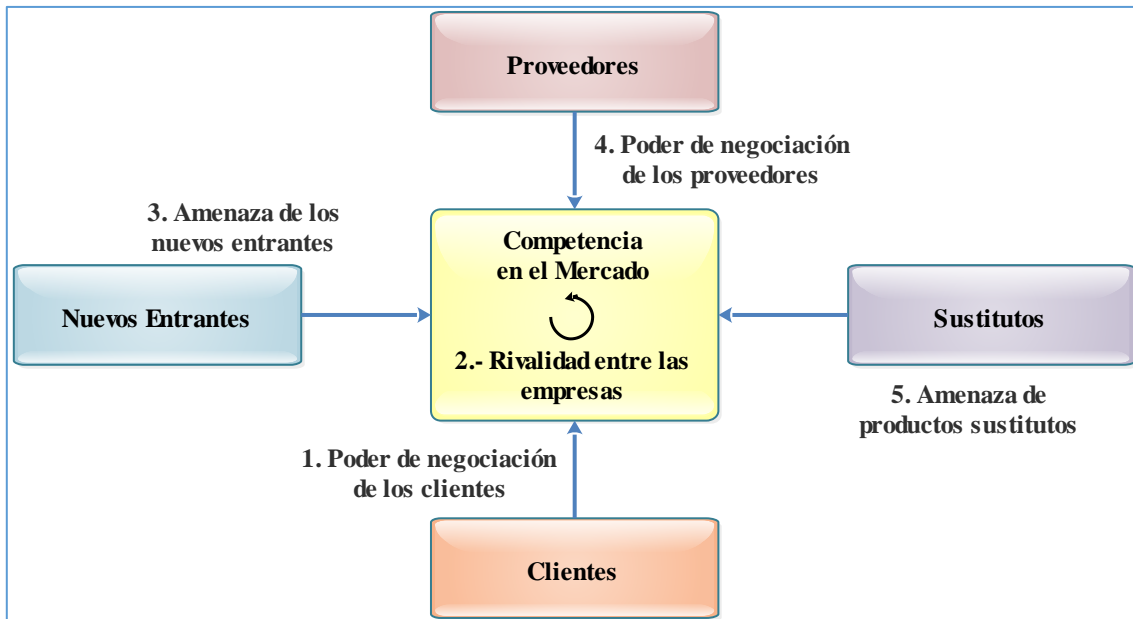 Proveedores
4. Poder de negociación
de los proveedores
3. Amenaza de los
nuevos entrantes
Competencia
en el Mercado
Nuevos Entrantes
Sustitutos
2.- Rivalidad entre las
empresas
5. Amenaza de
productos sustitutos
1. Poder de negociación
de los clientes
Clientes